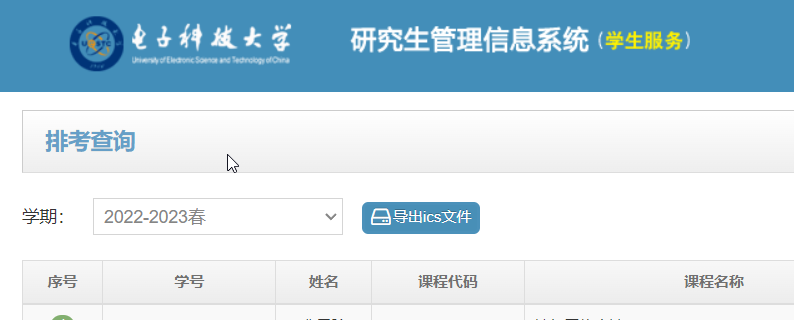 电子科技大学
University of Electronic Science and Technology of China
研究生管理信息系统（学生服务）
排考查询
学期： 2022-2023春 导出ics文件
序号 学号 姓名 课程代码 课程名称